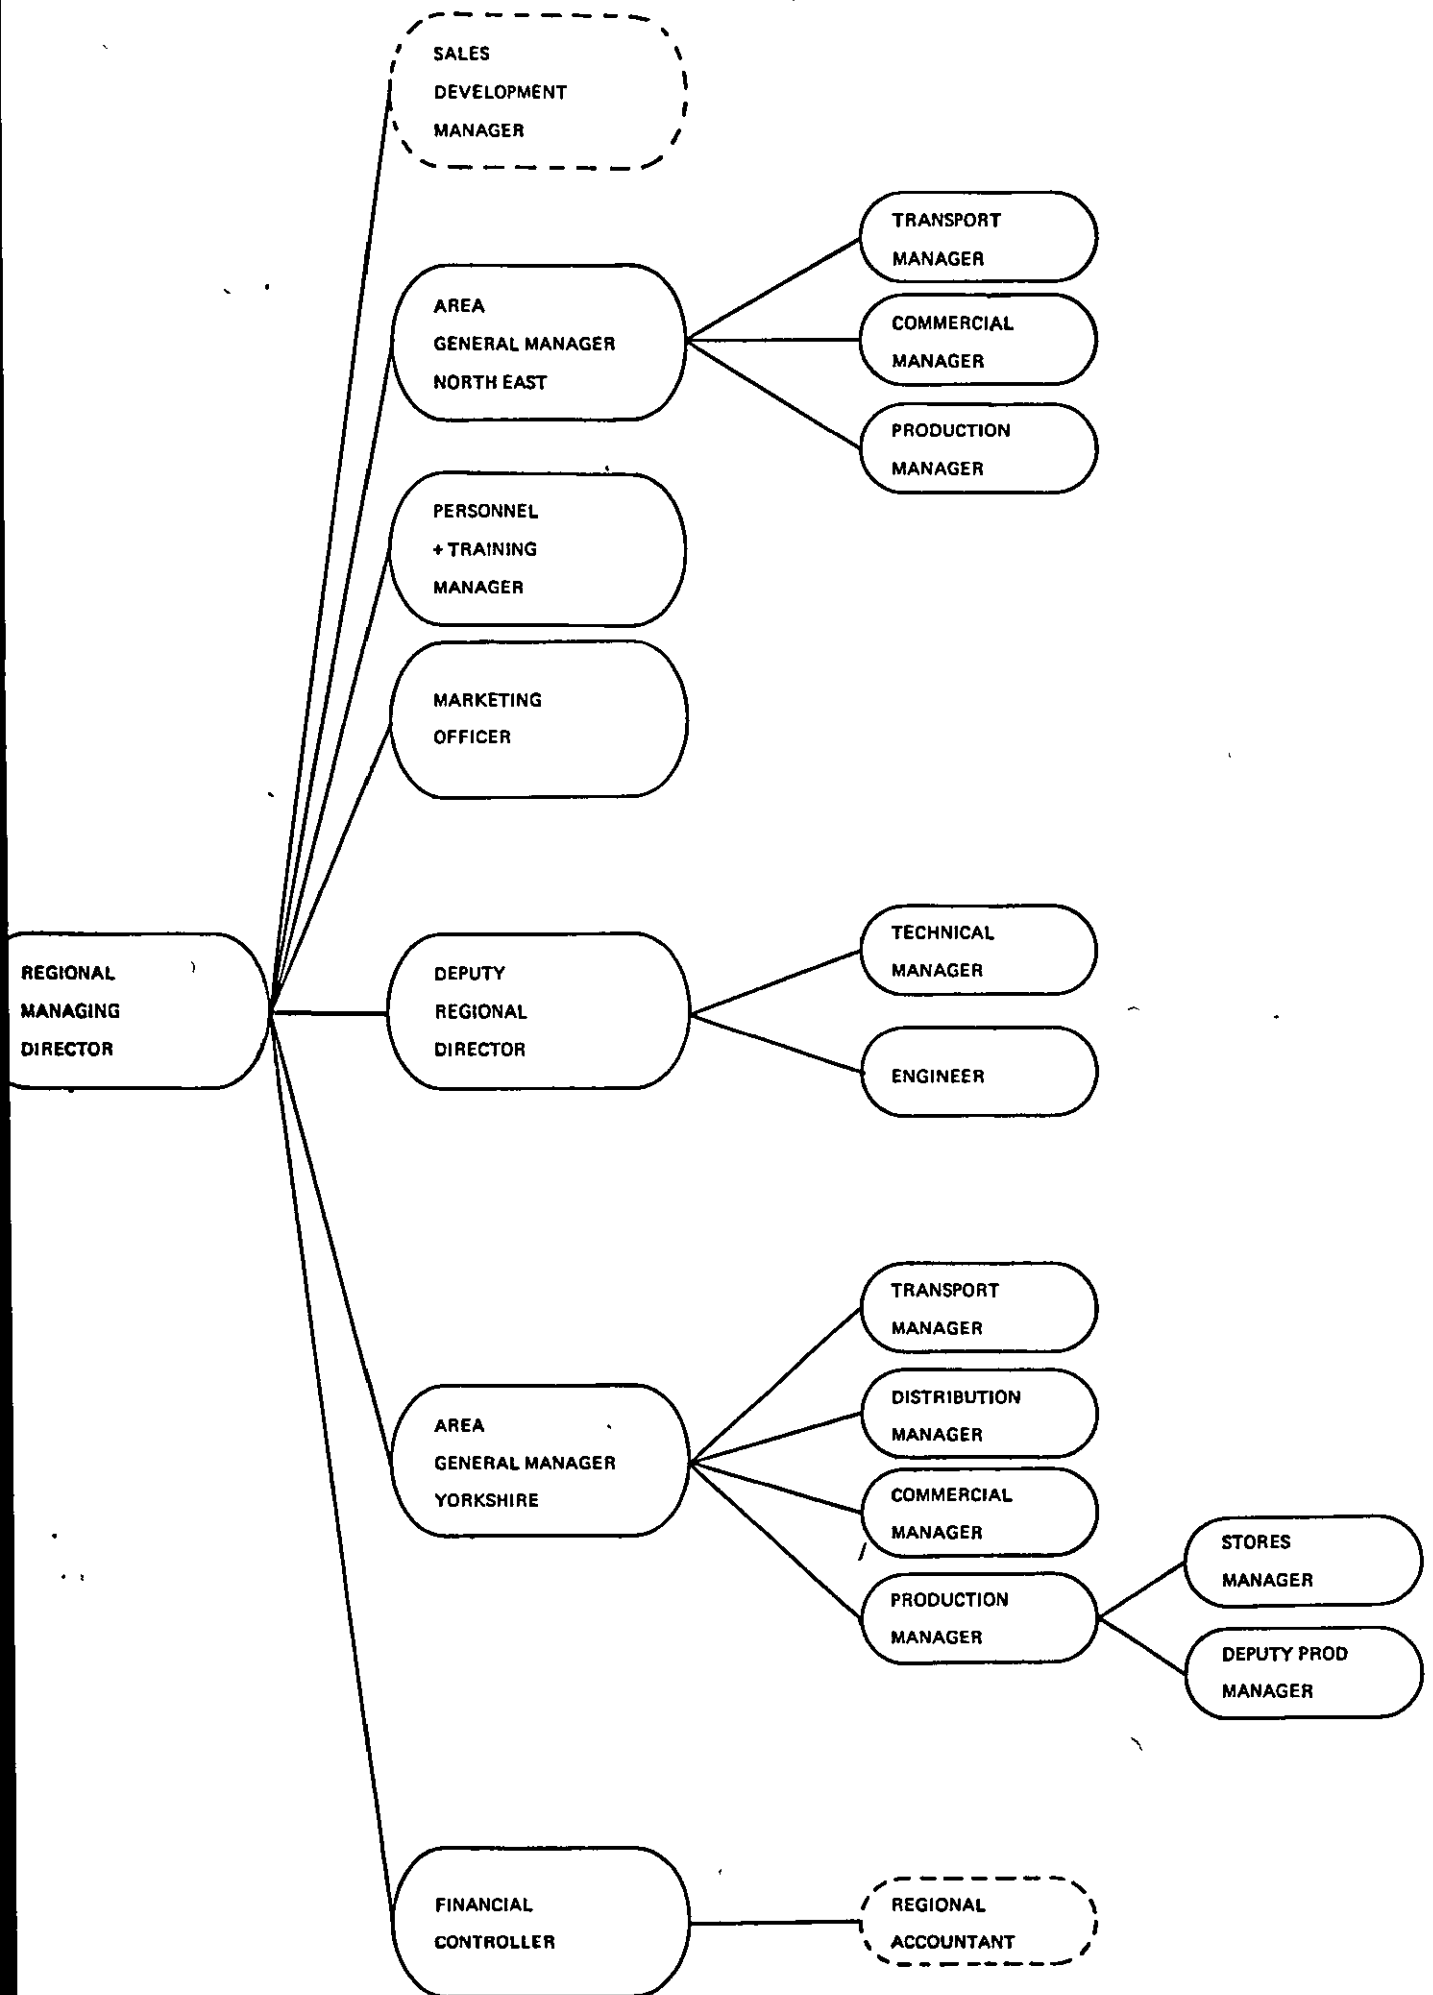 SALES
DEVELOPMENT
MANAGER
TRANSPORT
MANAGER
AREA
GENERAL MANAGER
NORTH EAST
COMMERCIAL
MANAGER
PRODUCTION
MANAGER
PERSONNEL
+ TRAINING
MANAGER
MARKETING
OFFICER
REGIONAL
MANAGING
DIRECTOR
DEPUTY
REGIONAL
DIRECTOR
TECHNICAL
MANAGER
ENGINEER
TRANSPORT
MANAGER
DISTRIBUTION
MANAGER
AREA
GENERAL MANAGER
YORKSHIRE
COMMERCIAL
MANAGER
PRODUCTION
MANAGER
STORES
MANAGER
DEPUTY PROD
MANAGER
FINANCIAL
CONTROLLER
REGIONAL
ACCOUNTANT